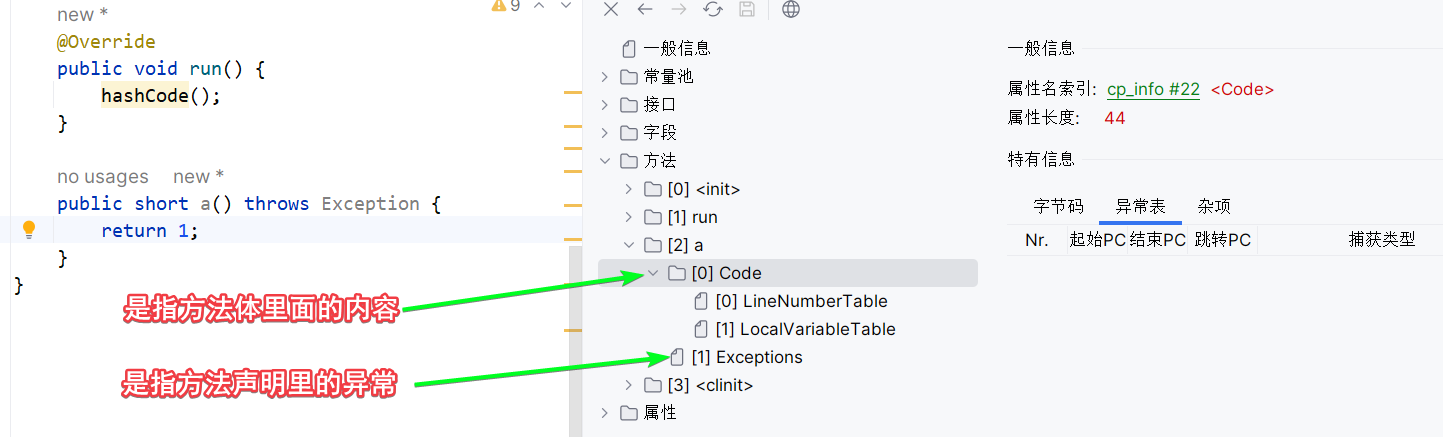 new *
@Override
public void run() {
hashCode();
}
no usages new *
public short a() throws Exception {
return 1;
}
}
9
是指方法体里面的内容
是指方法声明里的异常
一般信息
常量池
接口
字段
方法
[0] <init>
[1] run
[2] a
[0] Code
[0] LineNumberTable
[1] LocalVariableTable
[1] Exceptions
[3] <clinit>
属性
一般信息
属性名索引: cp_info #22 <Code>
属性长度: 44
特有信息
字节码 异常表 杂项
Nr. 起始PC 结束PC 跳转PC 捕获类型